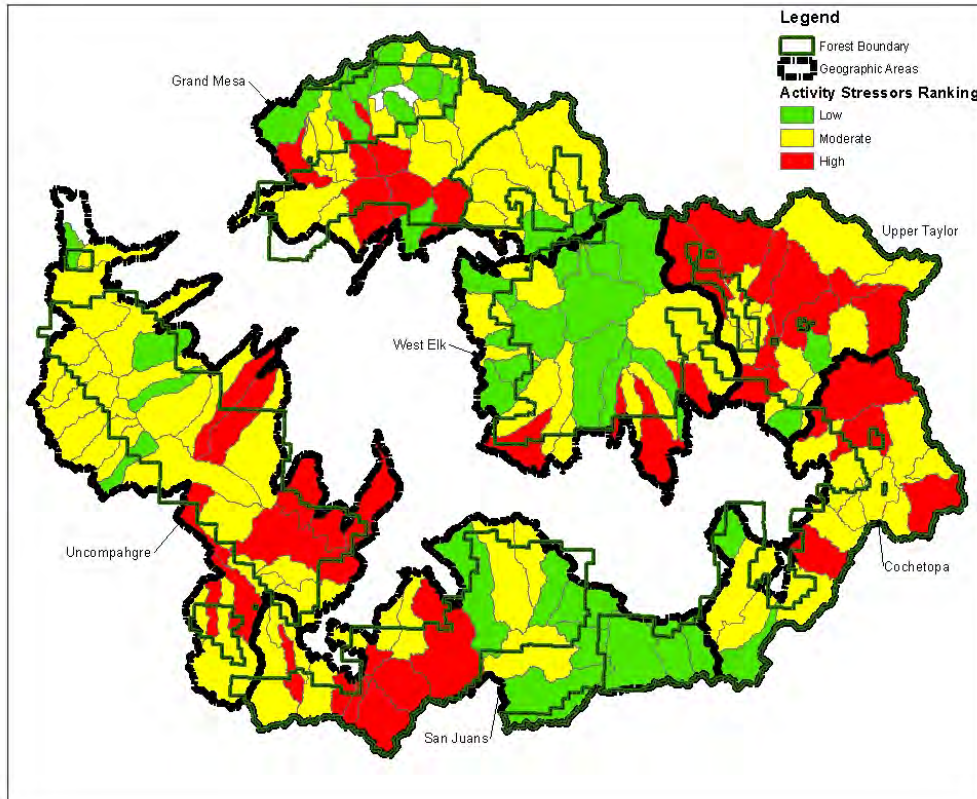 Legend
Forest Boundary
Geographic Areas
Activity Stressors Ranking
Low
Moderate
High
Grand Mesa
Upper Taylor
West Elk
Uncompahgre
Cochetopa
San Juans